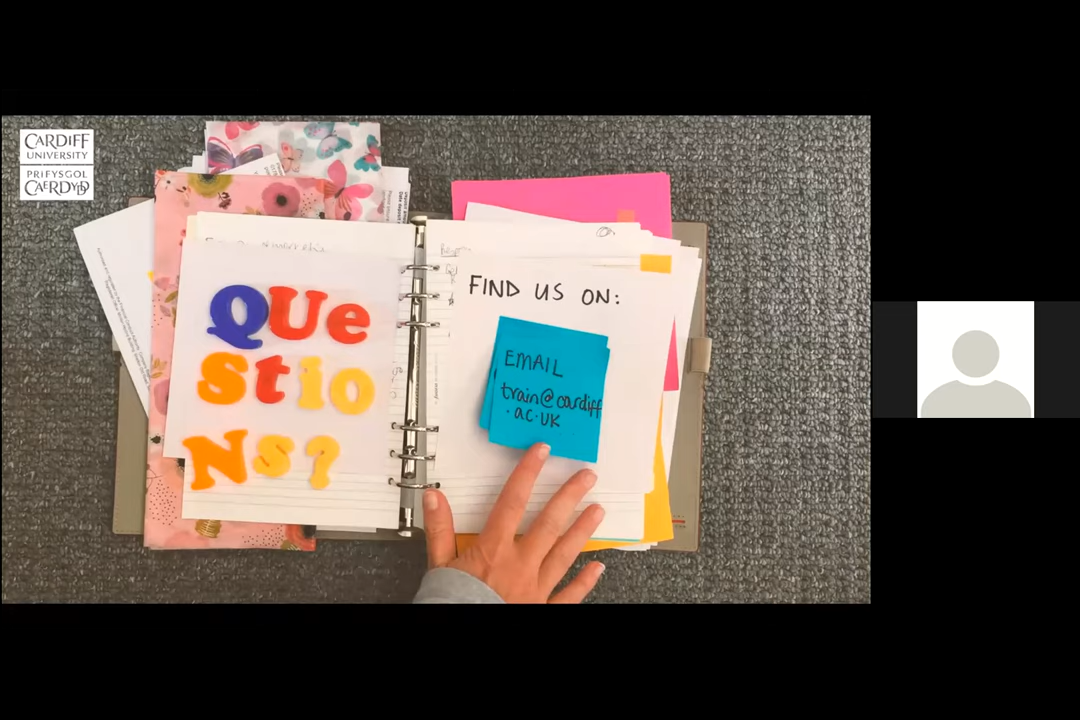 CARDIFF
UNIVERSITY
PRIFYSGOL
CAERDYDD
QUe
Stio
Ns?
FIND US ON:
EMAIL
train@cardiff
.ac.uk